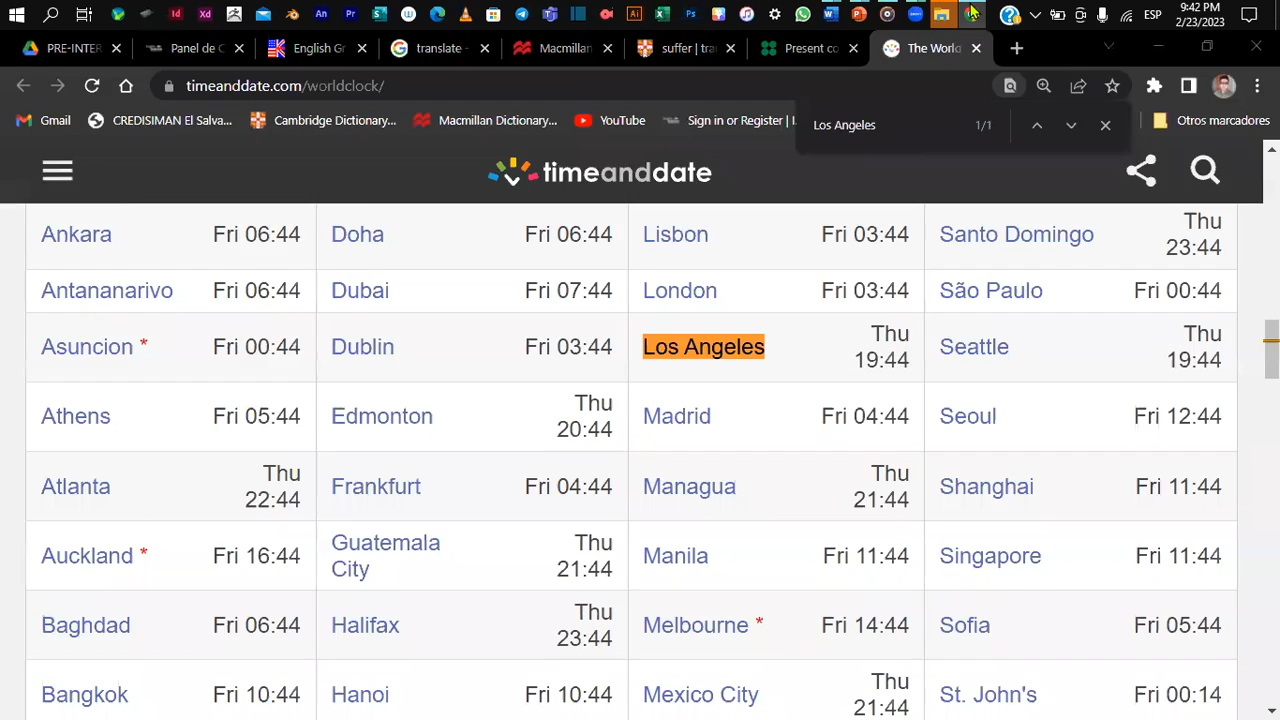 ESP
9:42 PM
2/23/2023
PRE-INTER
Panel de C
English Gr
translate -
Macmillan
suffer | tra
Present co
The World
timeanddate.com/worldclock/
Gmail
CREDISIMAN El Salva...
Cambridge Dictionary...
Macmillan Dictionary...
YouTube
Sign in or Register | I...
Otros marcadores
Los Angeles 1/1
timeanddate
Ankara Fri 06:44 Doha Fri 06:44 Lisbon Fri 03:44 Santo Domingo Thu 23:44
Antananarivo Fri 06:44 Dubai Fri 07:44 London Fri 03:44 São Paulo Fri 00:44
Asuncion * Fri 00:44 Dublin Fri 03:44 Los Angeles Thu 19:44 Seattle Thu 19:44
Athens Fri 05:44 Edmonton Thu 20:44 Madrid Fri 04:44 Seoul Fri 12:44
Atlanta Thu 22:44 Frankfurt Fri 04:44 Managua Thu 21:44 Shanghai Fri 11:44
Auckland * Fri 16:44 Guatemala City Thu 21:44 Manila Fri 11:44 Singapore Fri 11:44
Baghdad Fri 06:44 Halifax Thu 23:44 Melbourne * Fri 14:44 Sofia Fri 05:44
Bangkok Fri 10:44 Hanoi Fri 10:44 Mexico City Thu 21:44 St. John's Fri 00:14